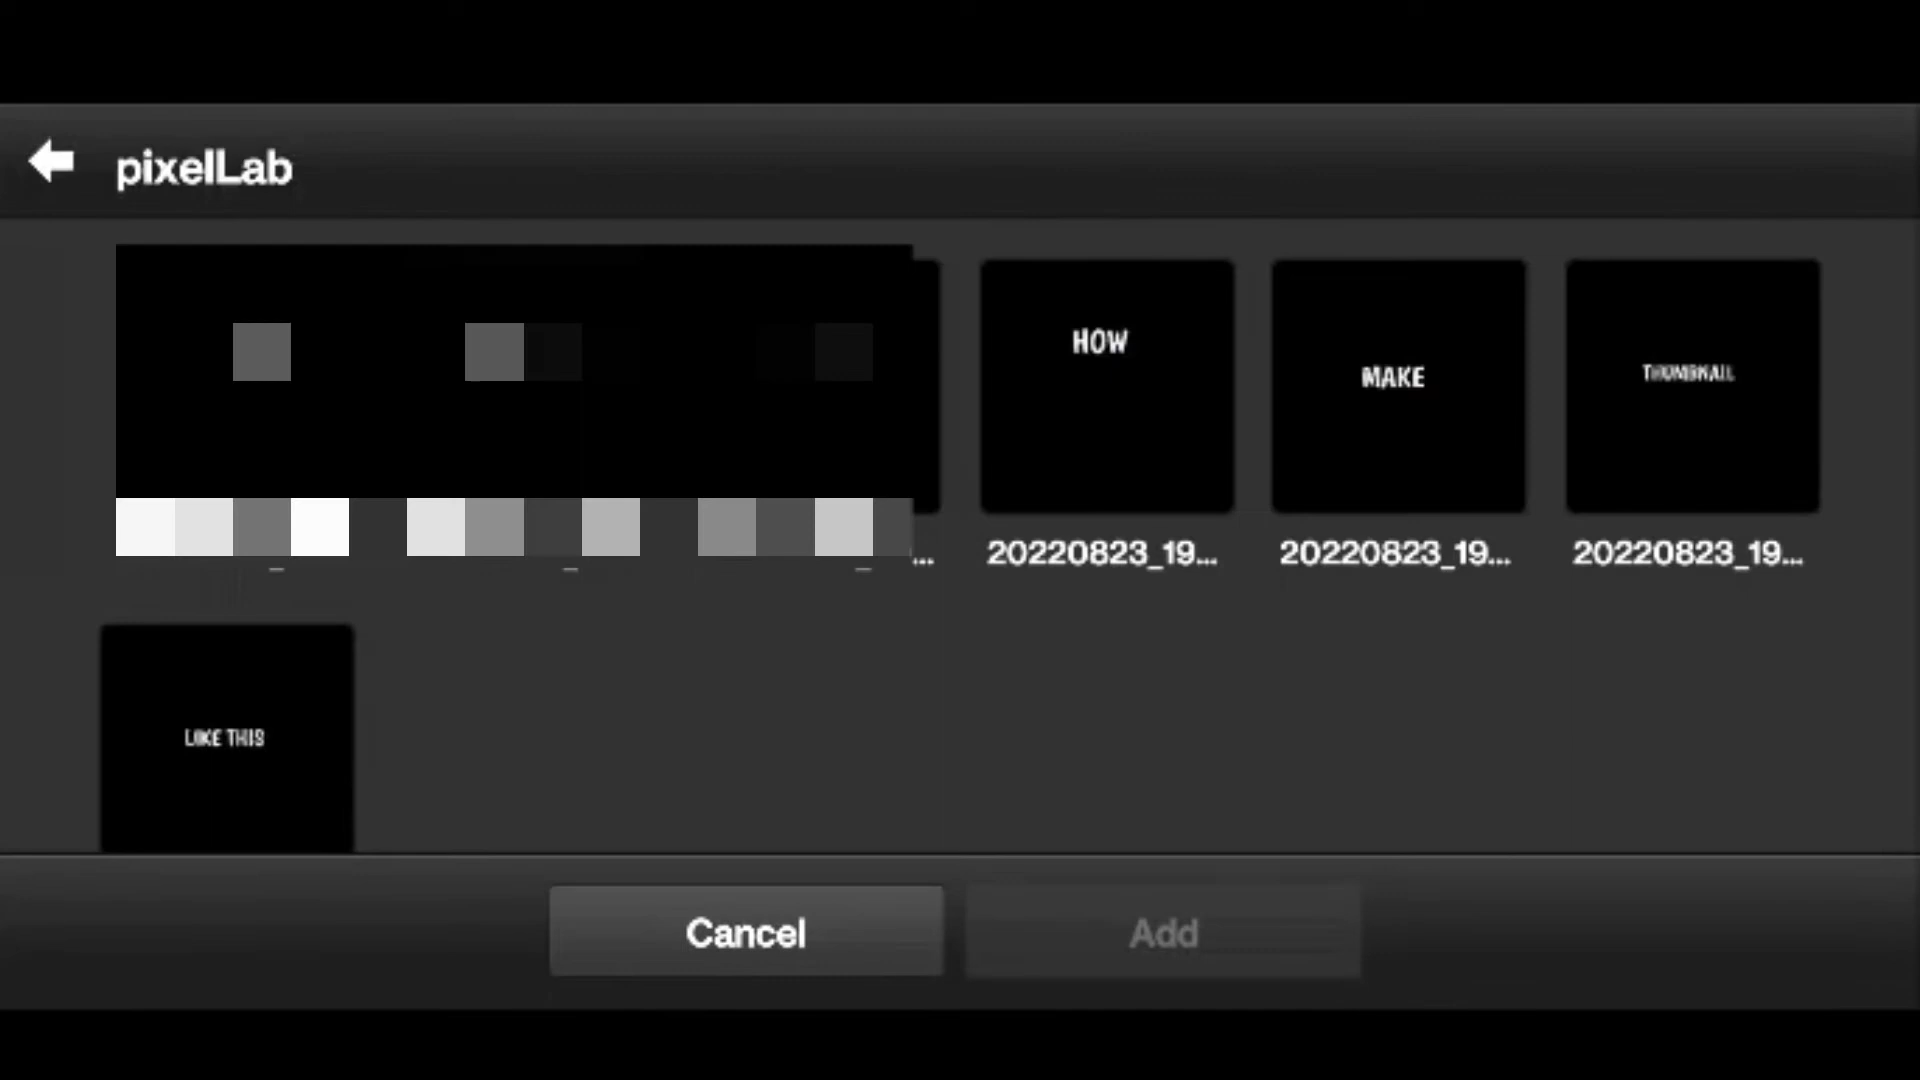 pixelLab
HOW
MAKE
THUMBNAIL
...
20220823_19...
20220823_19...
20220823_19...
LIKE THIS
Cancel
Add